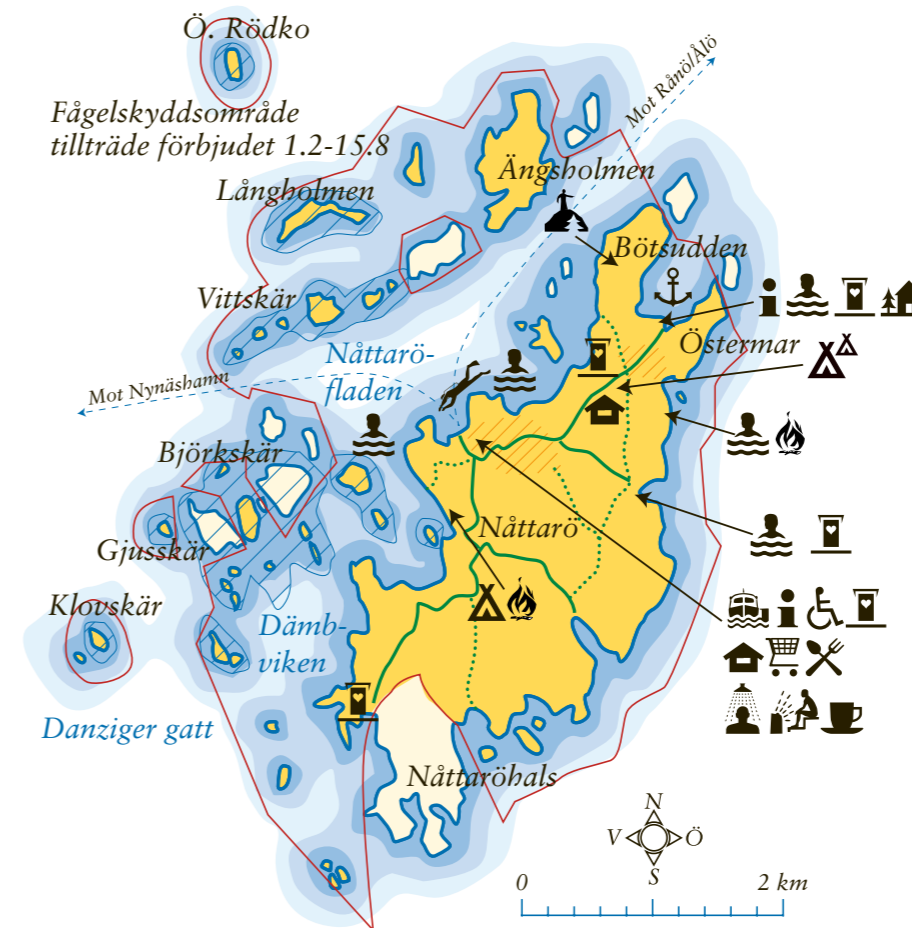 Ö. Rödko
Fågelskyddsområde
tillträde förbjudet 1.2-15.8
Mot Rånö/Ålö
Långholmen
Ängsholmen
Bötsudden
Vittskär
Östermar
Nåttarö-
fladen
Mot Nynäshamn
Björkskär
Gjusskär
Nåttarö
Klovskär
Dämb-
viken
Danziger gatt
Nåttaröhals
N
V
Ö
S
0
2 km